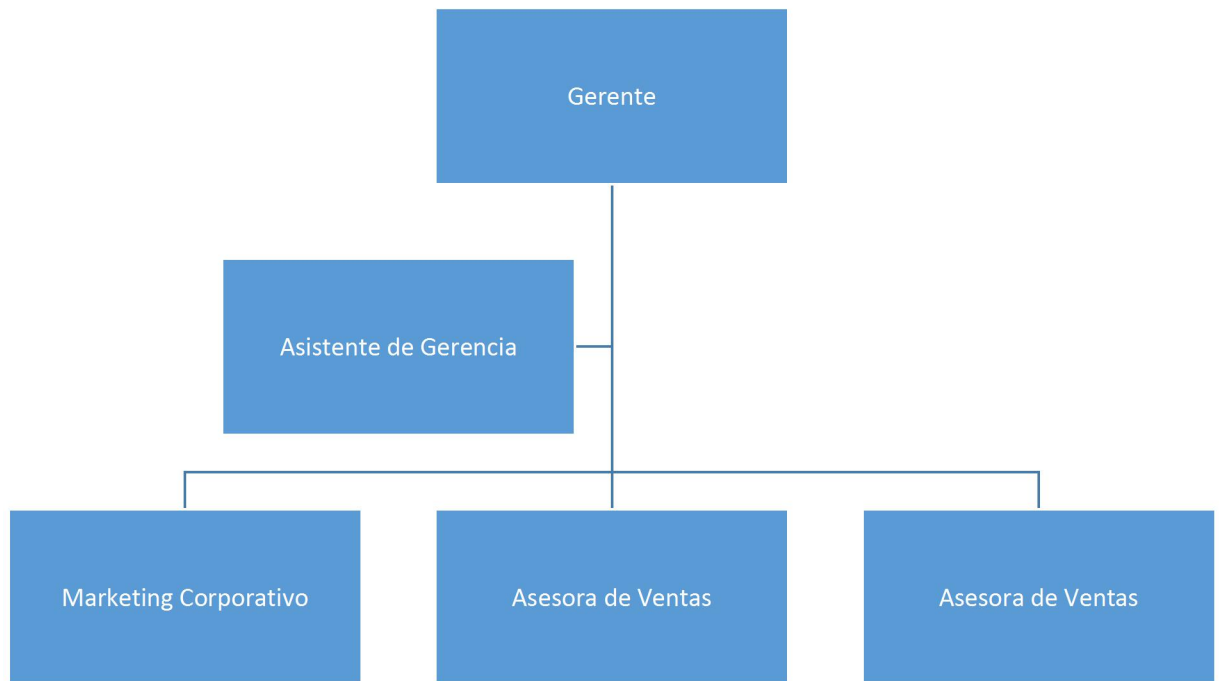 Gerente
Asistente de Gerencia
Marketing Corporativo
Asesora de Ventas
Asesora de Ventas